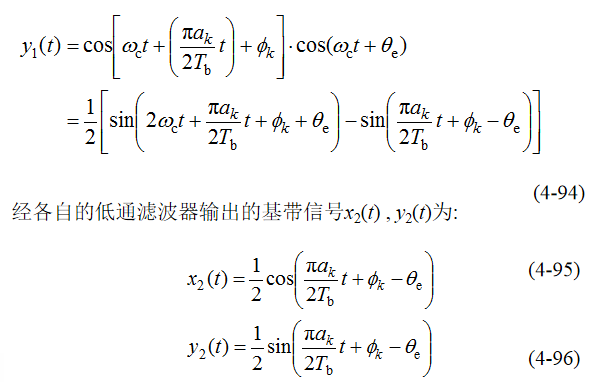 y₁(t) = cos[ω_c t + (πa_k/2T_b t) + ϕ_k]·cos(ω_c t + θ_e)
= 1/2[sin(2ω_c t + πa_k/2T_b t + ϕ_k + θ_e) − sin(πa_k/2T_b t + ϕ_k − θ_e)]
(4-94)
经各自的低通滤波器输出的基带信号x₂(t) , y₂(t)为:
x₂(t) = 1/2 cos(πa_k/2T_b t + ϕ_k − θ_e) (4-95)
y₂(t) = 1/2 sin(πa_k/2T_b t + ϕ_k − θ_e) (4-96)